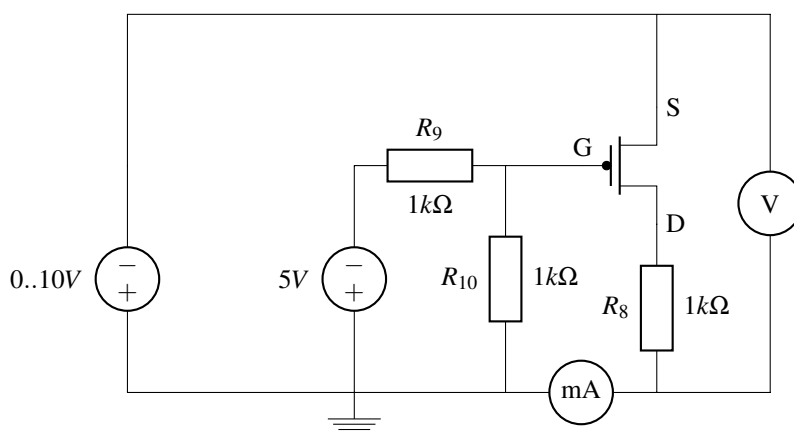 S
R9
G
1kΩ
V
D
0..10V
−
+
5V
−
+
R10
1kΩ
R8
1kΩ
mA